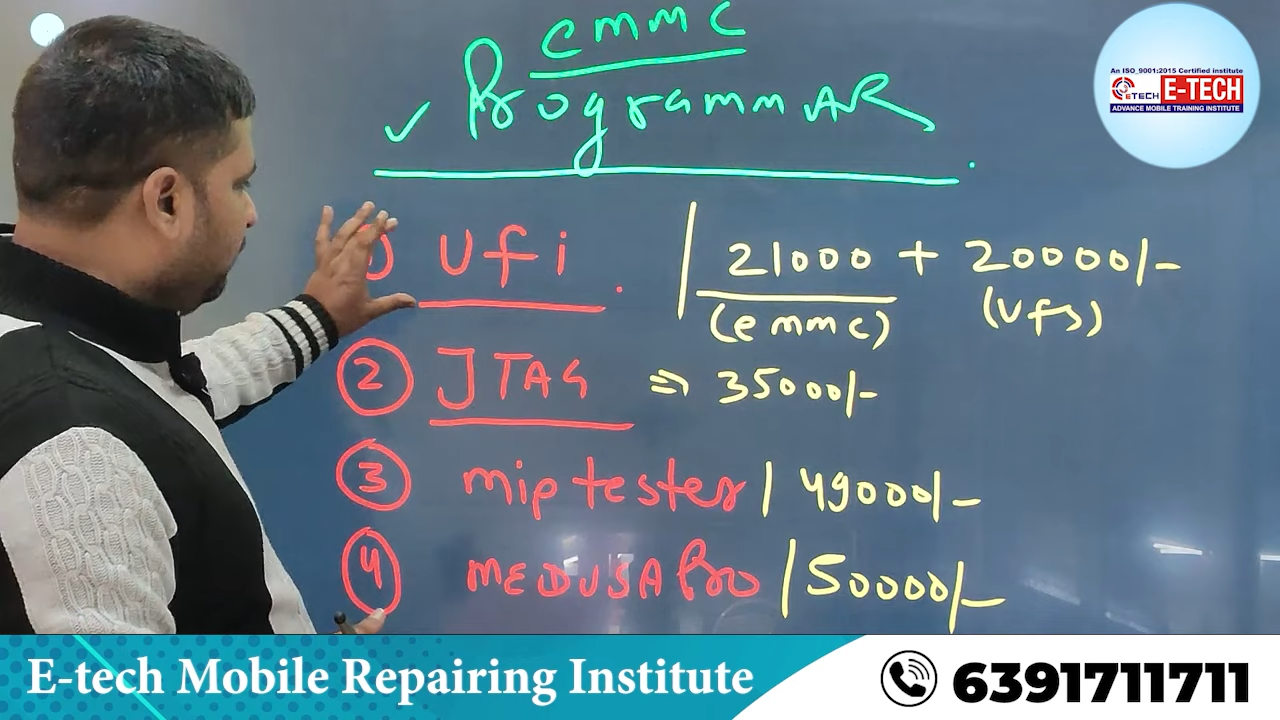 emmc
✓ ProgrammAR
An ISO_9001:2015 Certified institute
ETECH E-TECH
ADVANCE MOBILE TRAINING INSTITUTE
1) Ufi . | 21000 + 20000/-
(emmc) (Ufs)
2 JTAG => 35000/-
3 mip tester | 49000/-
4 MEDUSA Pro | 50000/-
E-tech Mobile Repairing Institute
6391711711